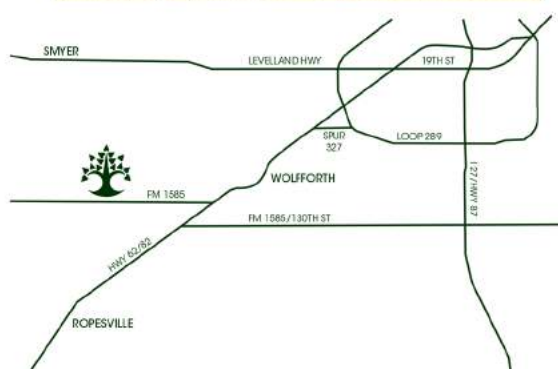 SMYER
LEVELLAND HWY
19TH ST
SPUR
327
LOOP 289
WOLFFORTH
FM 1585
I 27/HWY 87
FM 1585/130TH ST
HWY 62/82
ROPESVILLE